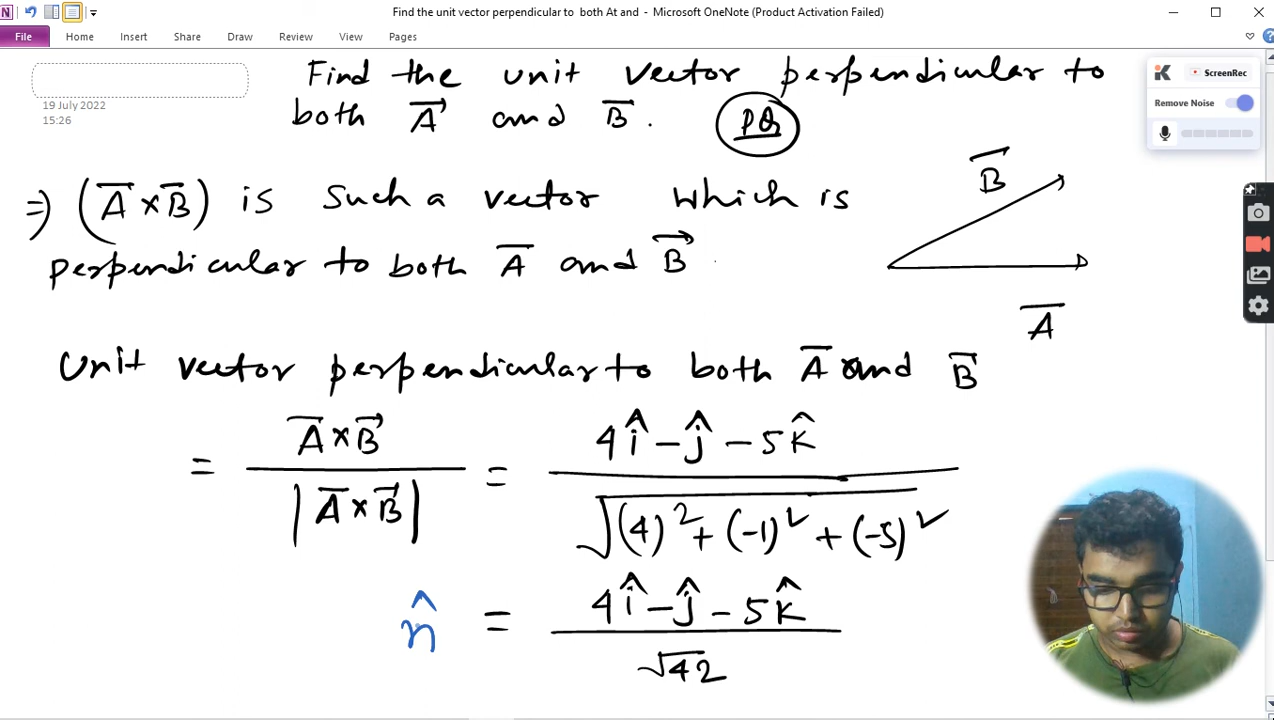 Find the unit vector perpendicular to both At and - Microsoft OneNote (Product Activation Failed)
File Home Insert Share Draw Review View Pages
19 July 2022
15:26
ScreenRec
Remove Noise
Find the unit vector perpendicular to
both A⃗ and B̅.
⇒ (A̅ × B̅) is such a vector which is
perpendicular to both A̅ and B⃗
B̅
A̅
Unit vector perpendicular to both A̅ and B̅
= A̅ × B⃗ / |A̅ × B⃗| = 4î - ĵ - 5k̂ / √(4)² + (-1)² + (-5)²
n̂ = 4î - ĵ - 5k̂ / √42